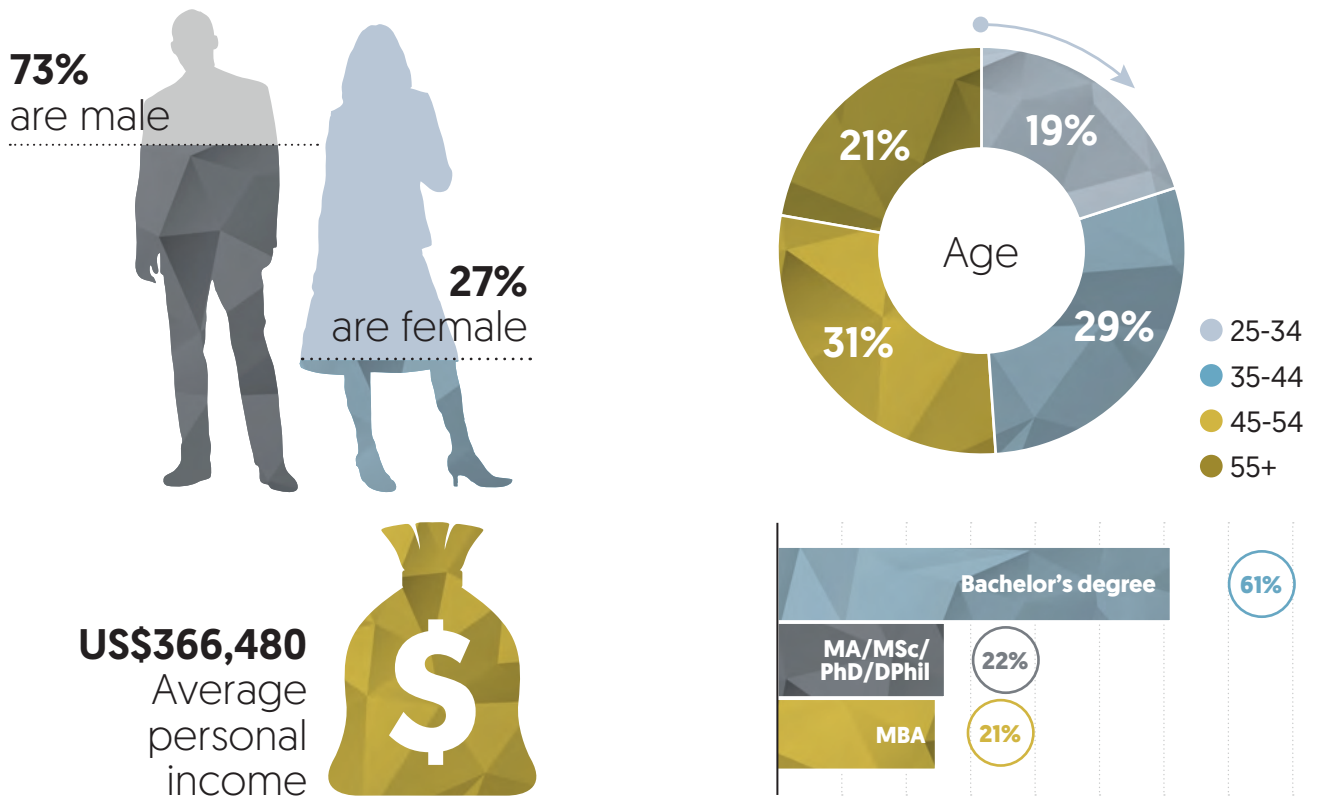 73%
are male
27%
are female
21%
19%
Age
31%
29%
25-34
35-44
45-54
55+
US$366,480
Average
personal
income
$
Bachelor’s degree
61%
MA/MSc/
PhD/DPhil
22%
MBA
21%